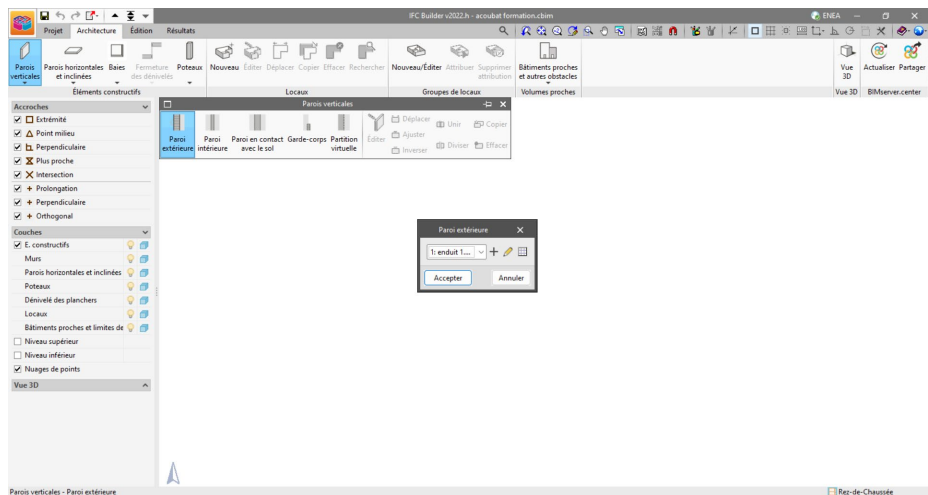 IFC Builder v2022.h - acoubat formation.cbim
ENEA
Projet Architecture Édition Résultats
Parois verticales
Parois horizontales et inclinées
Baies
Fermeture des dénivelés
Poteaux
Éléments constructifs
Nouveau Éditer Déplacer Copier Effacer Rechercher
Locaux
Nouveau/Éditer Attribuer Supprimer attribution
Groupes de locaux
Bâtiments proches et autres obstacles
Volumes proches
Vue 3D
Vue 3D
Actualiser Partager
BIMserver.center
Accroches
Extrémité
Point milieu
Perpendiculaire
Plus proche
Intersection
Prolongation
Perpendiculaire
Orthogonal
Couches
E. constructifs
Murs
Parois horizontales et inclinées
Poteaux
Dénivelé des planchers
Locaux
Bâtiments proches et limites de
Niveau supérieur
Niveau inférieur
Nuages de points
Vue 3D
Parois verticales
Paroi extérieure
Paroi intérieure
Paroi en contact avec le sol
Garde-corps
Partition virtuelle
Éditer
Déplacer
Ajuster
Inverser
Unir
Diviser
Copier
Effacer
Paroi extérieure
1: enduit 1....
Accepter Annuler
Parois verticales - Paroi extérieure
Rez-de-Chaussée